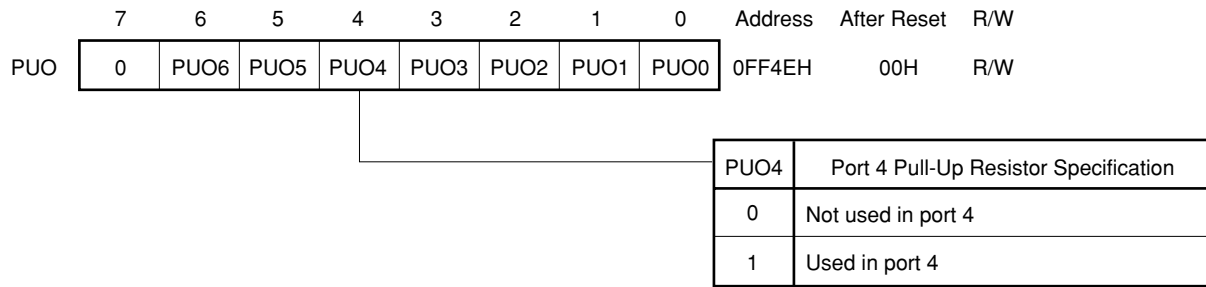 7 6 5 4 3 2 1 0 Address After Reset R/W
PUO 0 PUO6 PUO5 PUO4 PUO3 PUO2 PUO1 PUO0 0FF4EH 00H R/W
PUO4 Port 4 Pull-Up Resistor Specification
0 Not used in port 4
1 Used in port 4